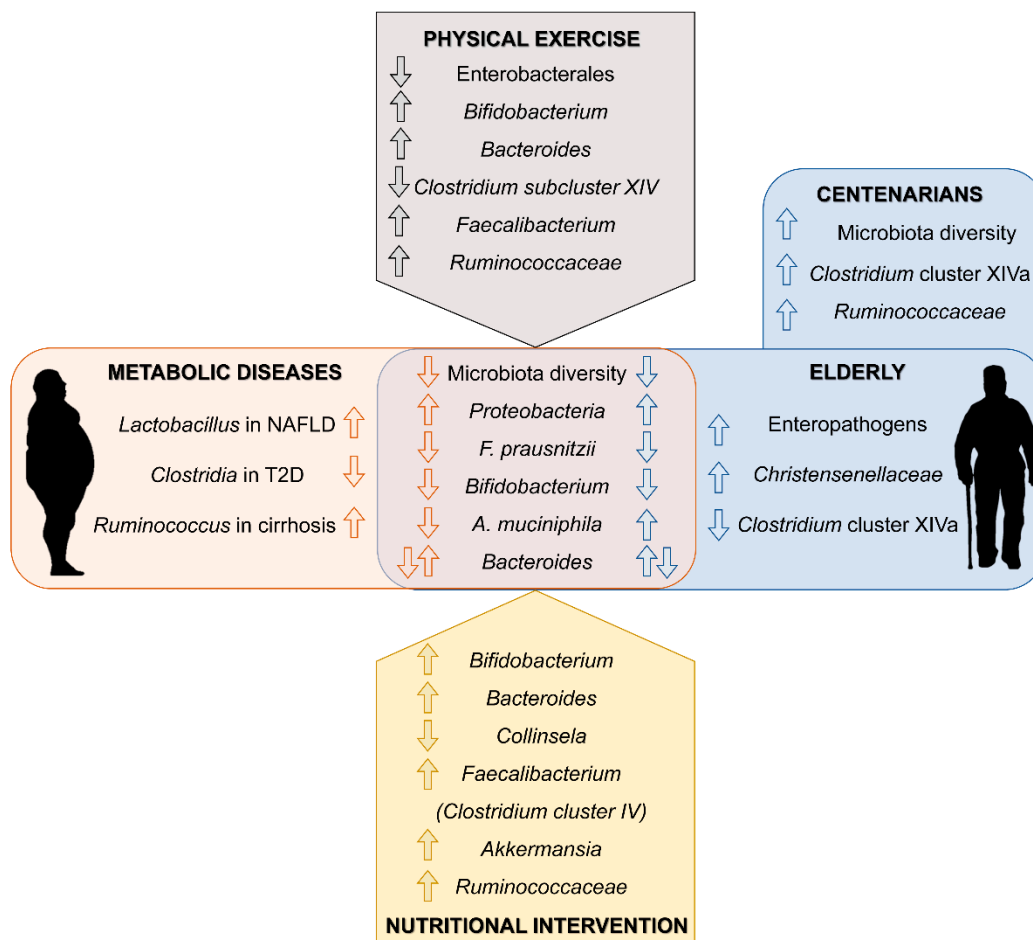 PHYSICAL EXERCISE
Enterobacterales
Bifidobacterium
Bacteroides
Clostridium subcluster XIV
Faecalibacterium
Ruminococcaceae
CENTENARIANS
Microbiota diversity
Clostridium cluster XIVa
Ruminococcaceae
METABOLIC DISEASES
Lactobacillus in NAFLD
Clostridia in T2D
Ruminococcus in cirrhosis
Microbiota diversity
Proteobacteria
F. prausnitzii
Bifidobacterium
A. muciniphila
Bacteroides
ELDERLY
Enteropathogens
Christensenellaceae
Clostridium cluster XIVa
Bifidobacterium
Bacteroides
Collinsela
Faecalibacterium
(Clostridium cluster IV)
Akkermansia
Ruminococcaceae
NUTRITIONAL INTERVENTION